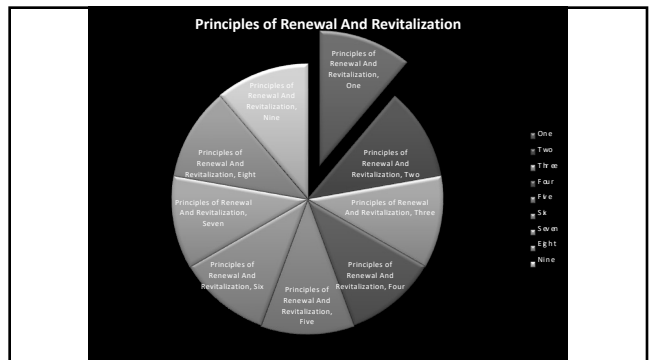 Principles of Renewal And Revitalization
Principles of
Renewal And
Revitalization,
One
Principles of
Renewal And
Revitalization, Two
Principles of Renewal
And Revitalization, Three
Principles of
Renewal And
Revitalization, Four
Principles of
Renewal And
Revitalization,
Five
Principles of
Renewal And
Revitalization, Six
Principles of Renewal
And Revitalization,
Seven
Principles of
Renewal And
Revitalization, Eight
Principles of
Renewal And
Revitalization,
Nine
One
Two
Three
Four
Five
Six
Seven
Eight
Nine